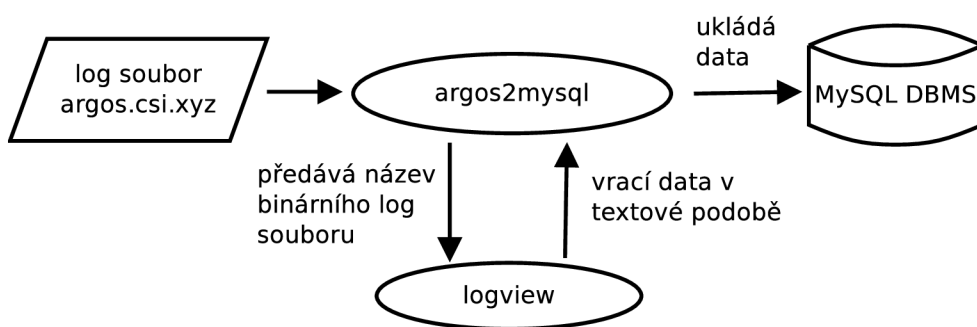 log soubor
argos.csi.xyz
argos2mysql
ukládá
data
MySQL DBMS
předává název
binárního log
souboru
vrací data v
textové podobě
logview